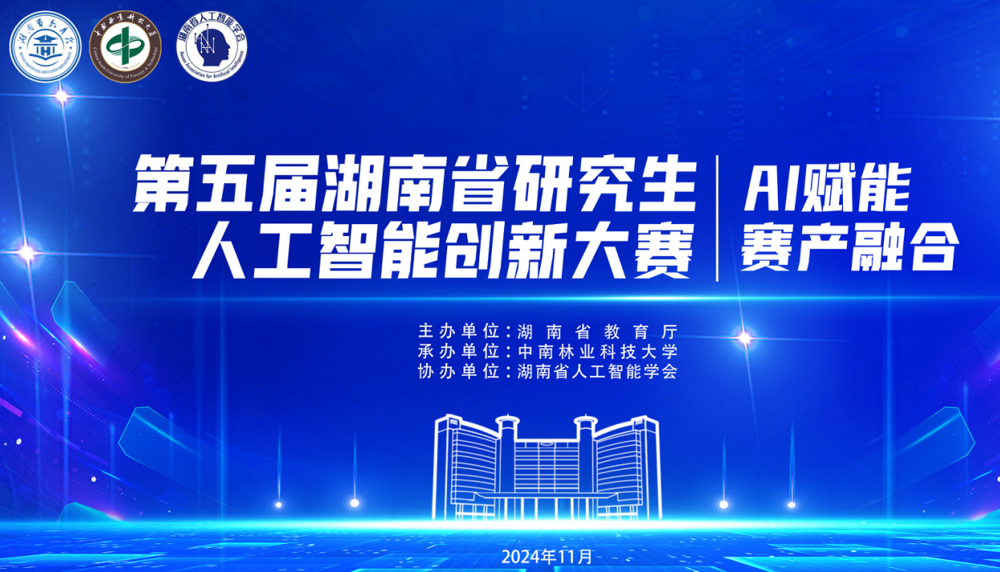 湖南省教育厅
HUNAN PROVINCIAL EDUCATION DEPARTMENT
中南林业科技大学
Central South University of Forestry & Technology
湖南省人工智能学会
Hunan Association for Artificial Intelligence
第五届湖南省研究生
人工智能创新大赛
AI赋能
赛产融合
主办单位:湖南省教育厅
承办单位:中南林业科技大学
协办单位:湖南省人工智能学会
2024年11月